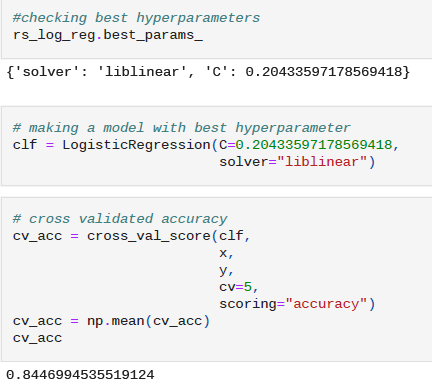 #checking best hyperparameters
rs_log_reg.best_params_
{'solver': 'liblinear', 'C': 0.20433597178569418}
# making a model with best hyperparameter
clf = LogisticRegression(C=0.20433597178569418,
                         solver="liblinear")
# cross validated accuracy
cv_acc = cross_val_score(clf,
                         x,
                         y,
                         cv=5,
                         scoring="accuracy")
cv_acc = np.mean(cv_acc)
cv_acc
0.8446994535519124